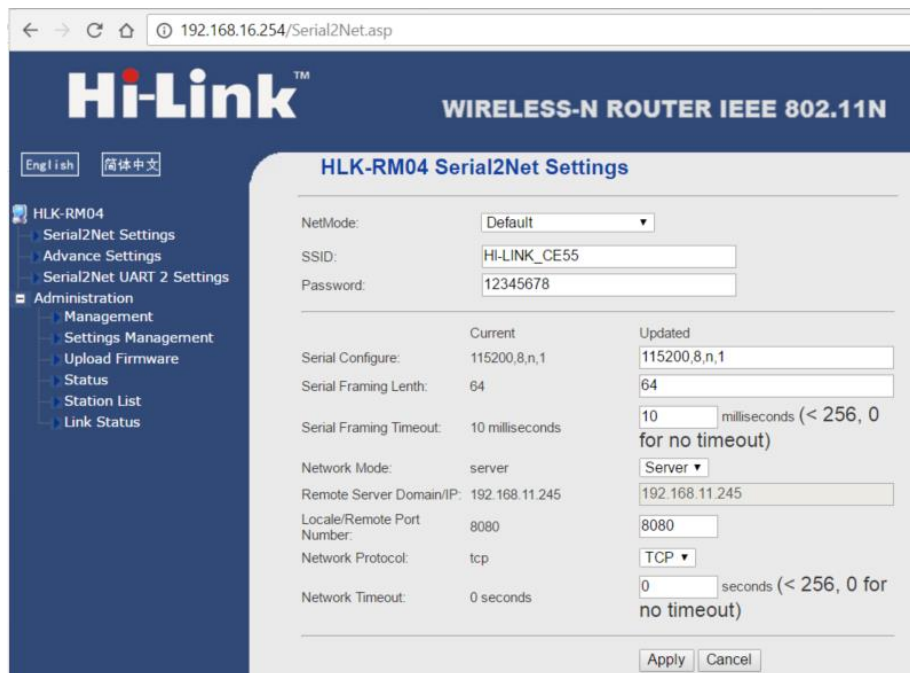 192.168.16.254/Serial2Net.asp
Hi-Link™
WIRELESS-N ROUTER IEEE 802.11N
English 简体中文
HLK-RM04
Serial2Net Settings
Advance Settings
Serial2Net UART 2 Settings
Administration
Management
Settings Management
Upload Firmware
Status
Station List
Link Status
HLK-RM04 Serial2Net Settings
NetMode: Default
SSID: HI-LINK_CE55
Password: 12345678
Current Updated
Serial Configure: 115200,8,n,1 115200,8,n,1
Serial Framing Lenth: 64 64
Serial Framing Timeout: 10 milliseconds 10 milliseconds (< 256, 0
for no timeout)
Network Mode: server Server
Remote Server Domain/IP: 192.168.11.245 192.168.11.245
Locale/Remote Port
Number: 8080 8080
Network Protocol: tcp TCP
Network Timeout: 0 seconds 0 seconds (< 256, 0 for
no timeout)
Apply Cancel